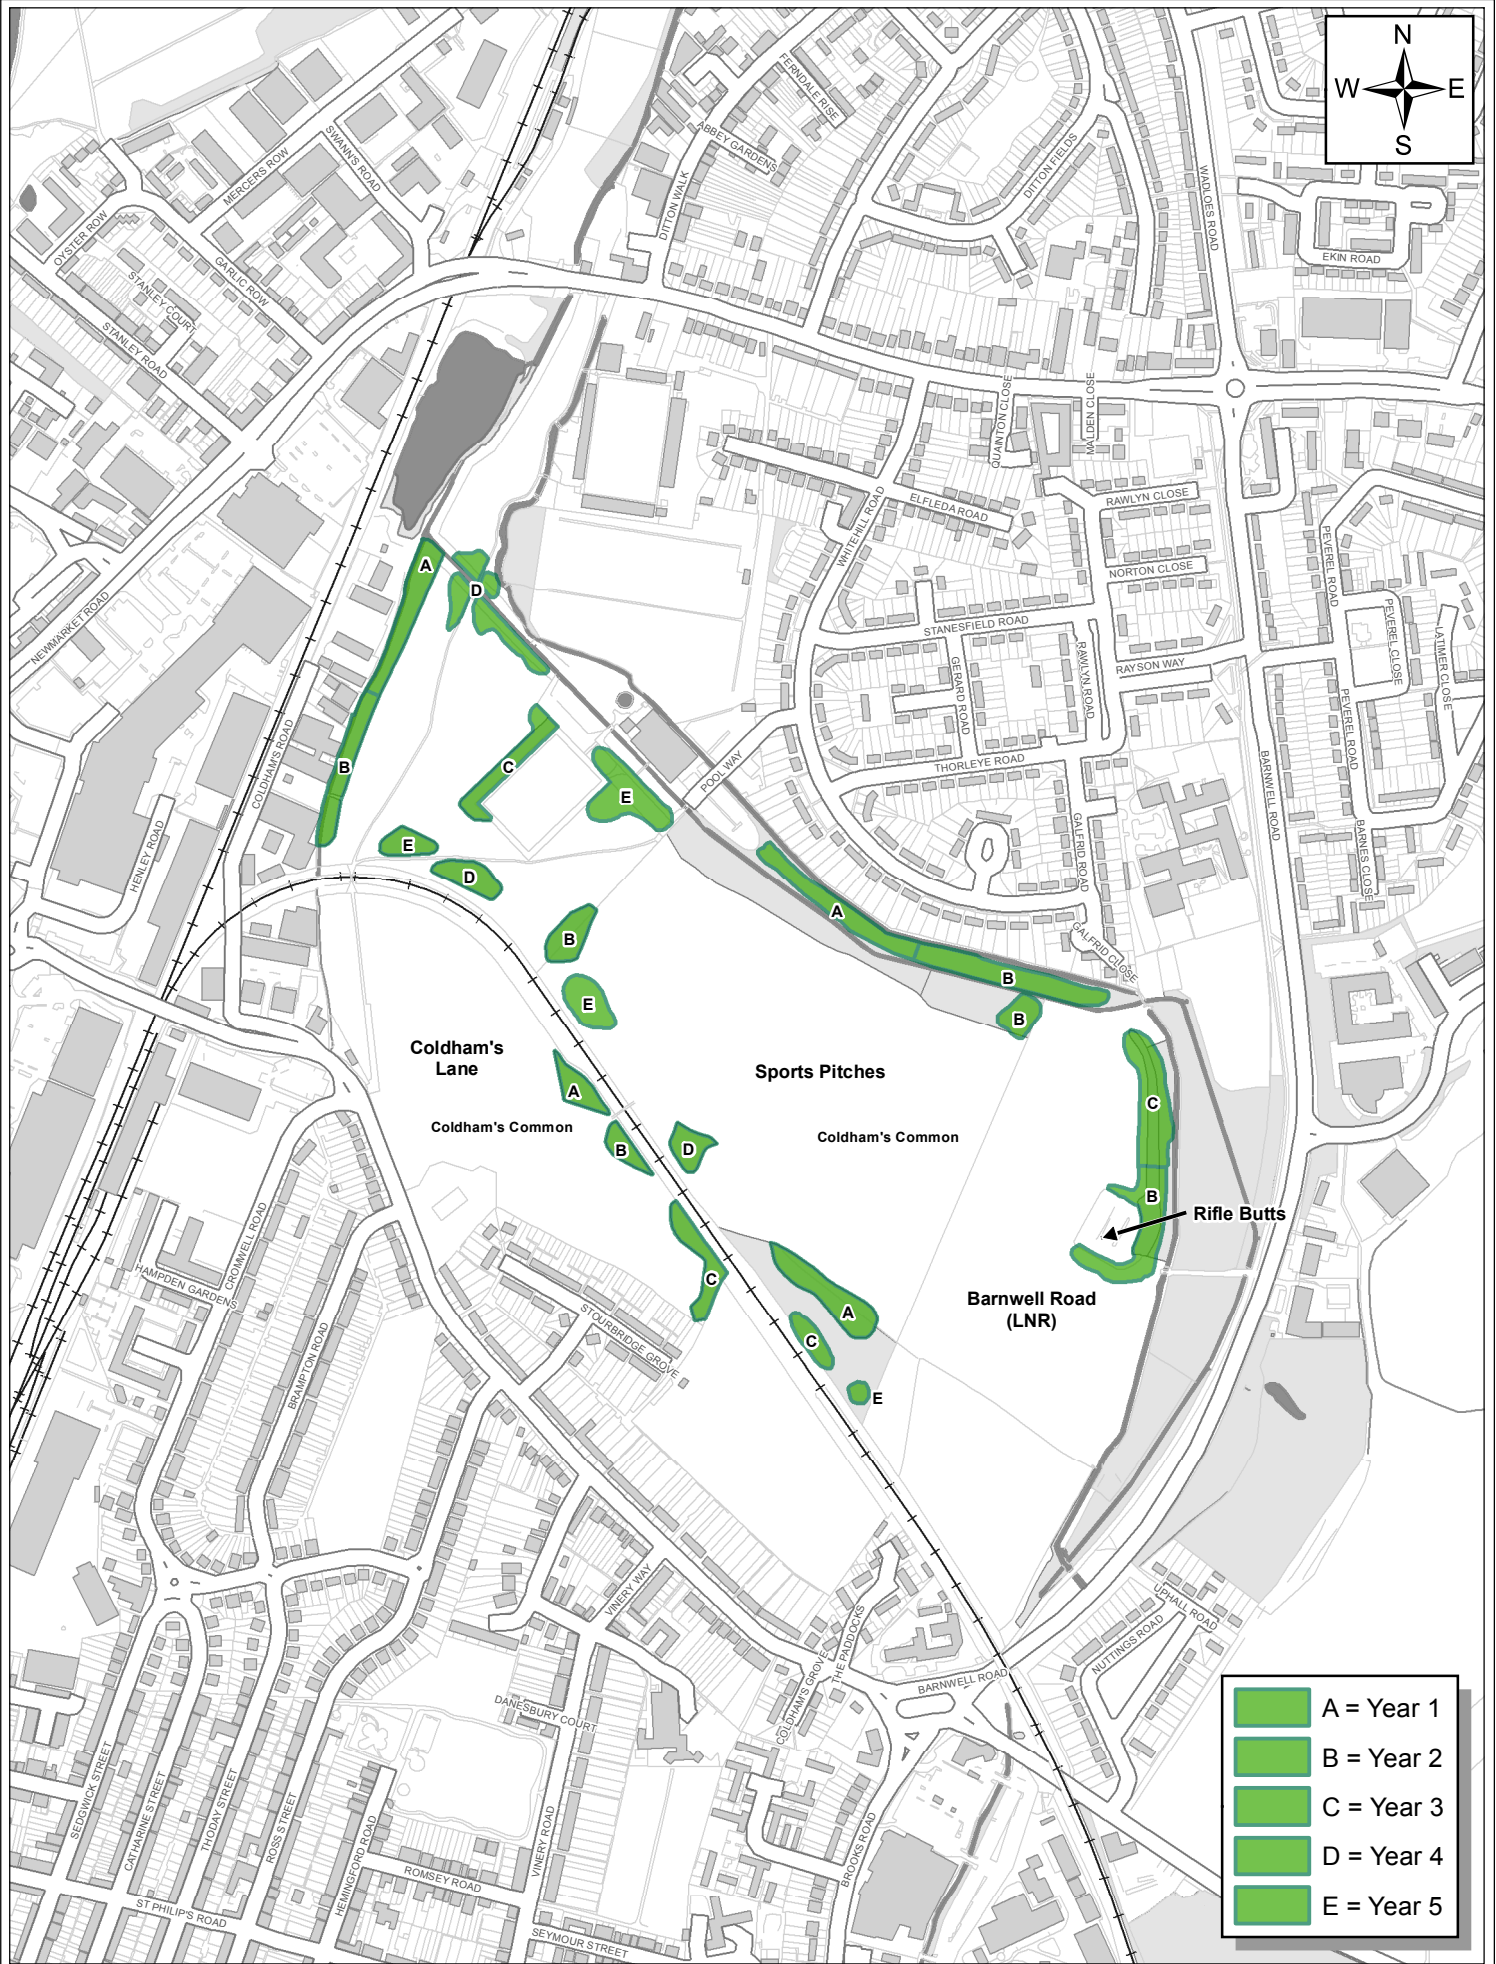 N
W E
S
FERNDALE RISE
ABBEY GARDENS
DITTON WALK
DITTON FIELDS
WADLOES ROAD
EKIN ROAD
SWANN'S ROAD
MERCERS ROW
OYSTER ROW
GARLIC ROW
STANLEY COURT
STANLEY ROAD
QUAINTON CLOSE
MALDEN CLOSE
ELFLEDA ROAD
WHITEHILL ROAD
RAWLYN CLOSE
NORTON CLOSE
PEVEREL ROAD
PEVEREL CLOSE
LATIMER CLOSE
STANESFIELD ROAD
GERARD ROAD
RAWLYN ROAD
RAYSON WAY
PEVEREL ROAD
NEWMARKET ROAD
A
D
COLDHAM'S ROAD
B
C
E
POOL WAY
THORLEYE ROAD
BARNWELL ROAD
GALFRID ROAD
BARNES CLOSE
HENLEY ROAD
E
D
A
B
GALFRID CLOSE
B
B
E
Coldham's
Lane
Sports Pitches
A
Coldham's Common
Coldham's Common
B
D
C
B
Rifle Butts
C
A
C
E
Barnwell Road
(LNR)
CROMWELL ROAD
HAMPDEN GARDENS
BRAMPTON ROAD
STOURBRIDGE GROVE
VINERY WAY
THE PADDOCKS
COLDHAM'S GROVE
BARNWELL ROAD
UPHALL ROAD
NUTTINGS ROAD
DANESBURY COURT
SEDGWICK STREET
CATHARINE STREET
THODAY STREET
ROSS STREET
HEMINGFORD ROAD
VINERY ROAD
BROOKS ROAD
ROMSEY ROAD
ST PHILIP'S ROAD
SEYMOUR STREET
A = Year 1
B = Year 2
C = Year 3
D = Year 4
E = Year 5